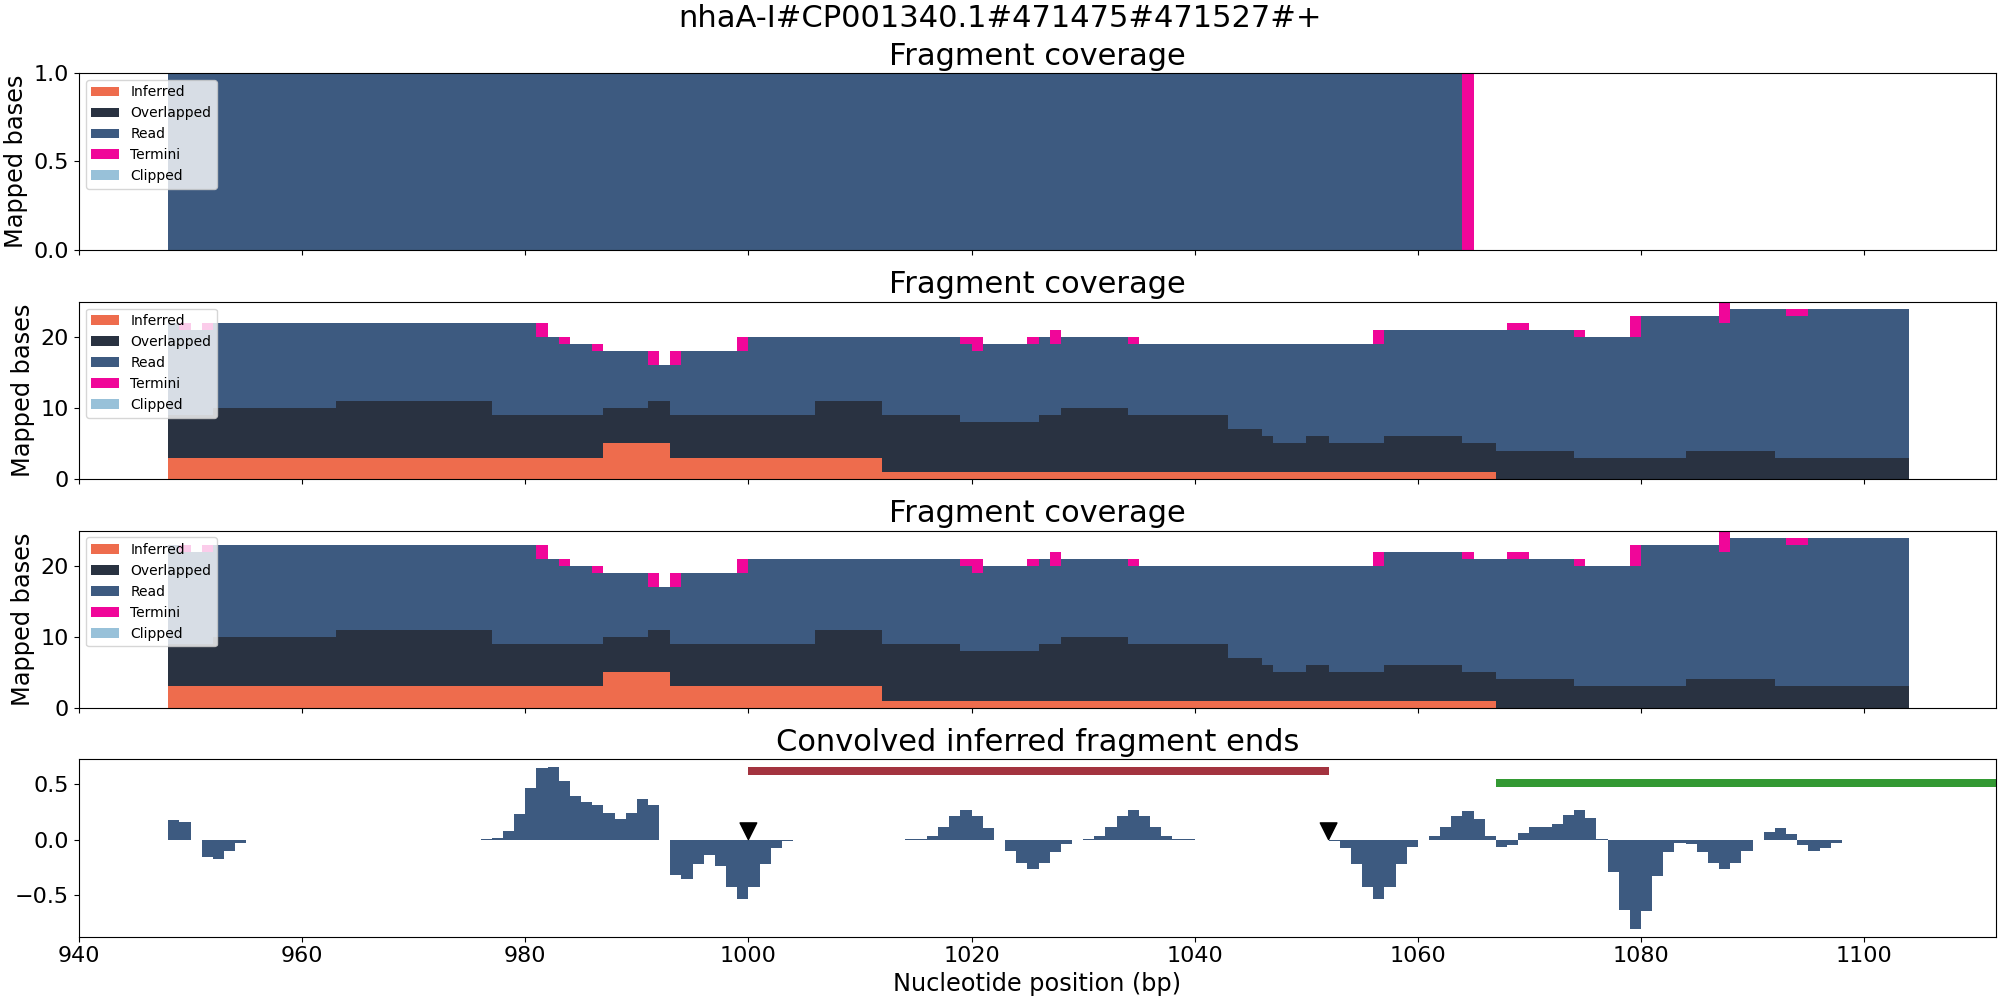 nhaA-I#CP001340.1#471475#471527#+
Fragment coverage
Mapped bases
1.0
0.5
0.0
Inferred
Overlapped
Read
Termini
Clipped
Fragment coverage
Mapped bases
20
10
0
Inferred
Overlapped
Read
Termini
Clipped
Fragment coverage
Mapped bases
20
10
0
Inferred
Overlapped
Read
Termini
Clipped
Convolved inferred fragment ends
0.5
0.0
−0.5
940 960 980 1000 1020 1040 1060 1080 1100
Nucleotide position (bp)